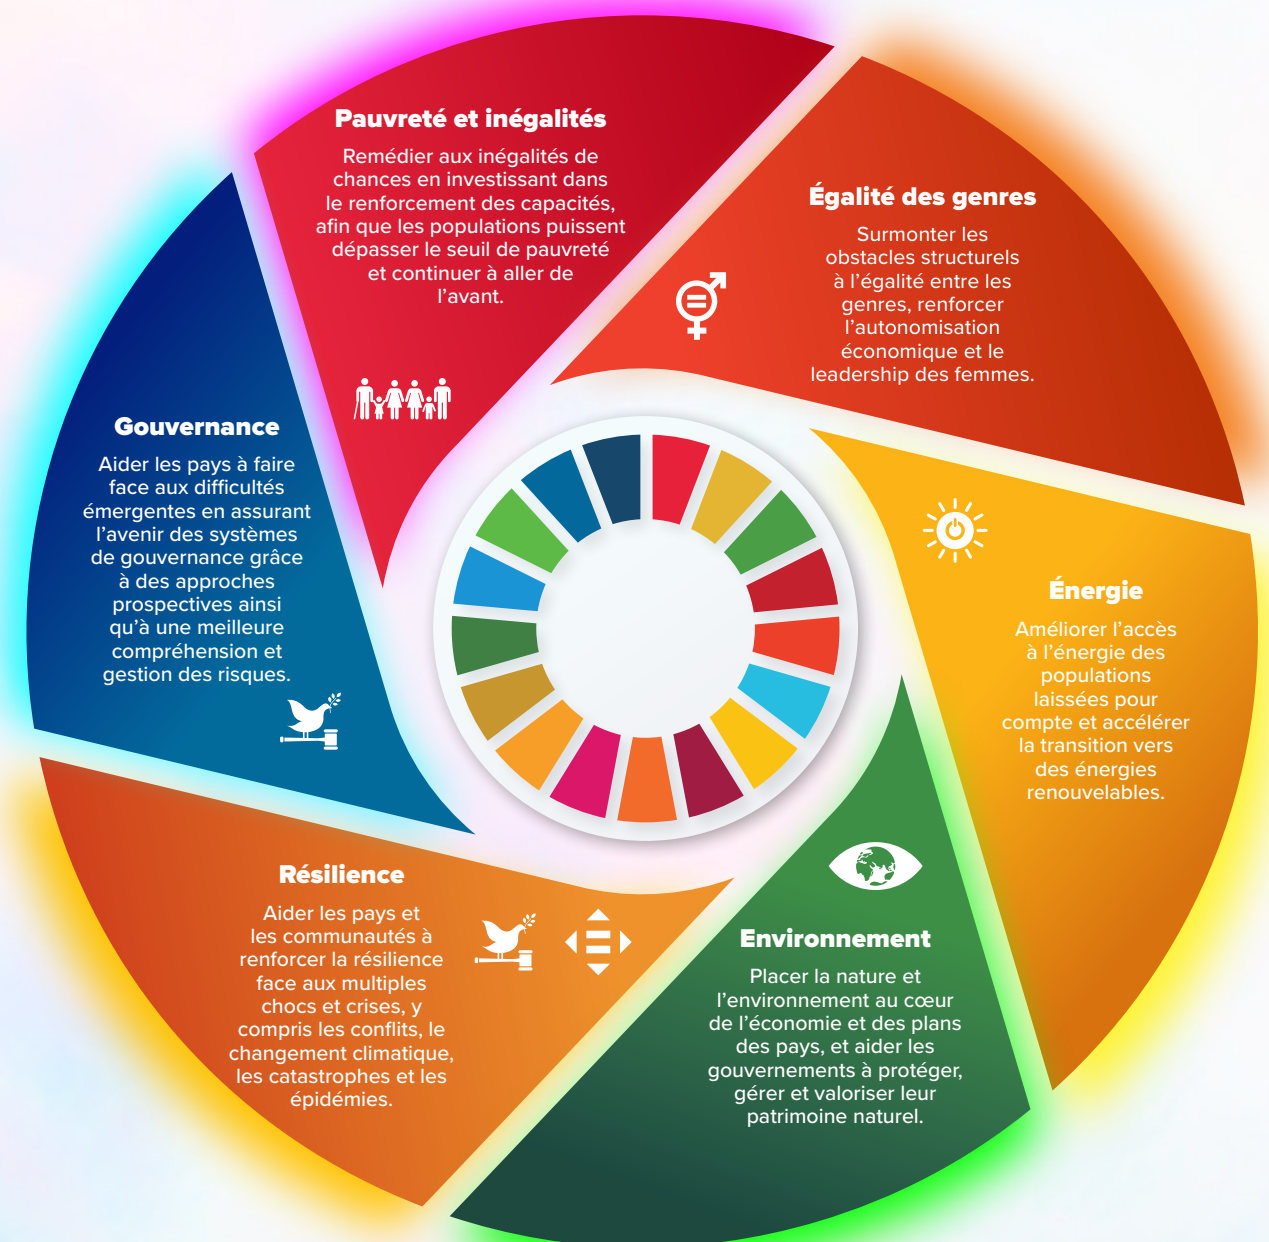 Pauvreté et inégalités
Remédier aux inégalités de
chances en investissant dans
le renforcement des capacités,
afin que les populations puissent
dépasser le seuil de pauvreté
et continuer à aller de
l’avant.
Égalité des genres
Surmonter les
obstacles structurels
à l’égalité entre les
genres, renforcer
l’autonomisation
économique et le
leadership des femmes.
Énergie
Améliorer l’accès
à l’énergie des
populations
laissées pour
compte et accélérer
la transition vers
des énergies
renouvelables.
Environnement
Placer la nature et
l’environnement au cœur
de l’économie et des plans
des pays, et aider les
gouvernements à protéger,
gérer et valoriser leur
patrimoine naturel.
Résilience
Aider les pays et
les communautés à
renforcer la résilience
face aux multiples
chocs et crises, y
compris les conflits, le
changement climatique,
les catastrophes et les
épidémies.
Gouvernance
Aider les pays à faire
face aux difficultés
émergentes en assurant
l’avenir des systèmes
de gouvernance grâce
à des approches
prospectives ainsi
qu’à une meilleure
compréhension et
gestion des risques.